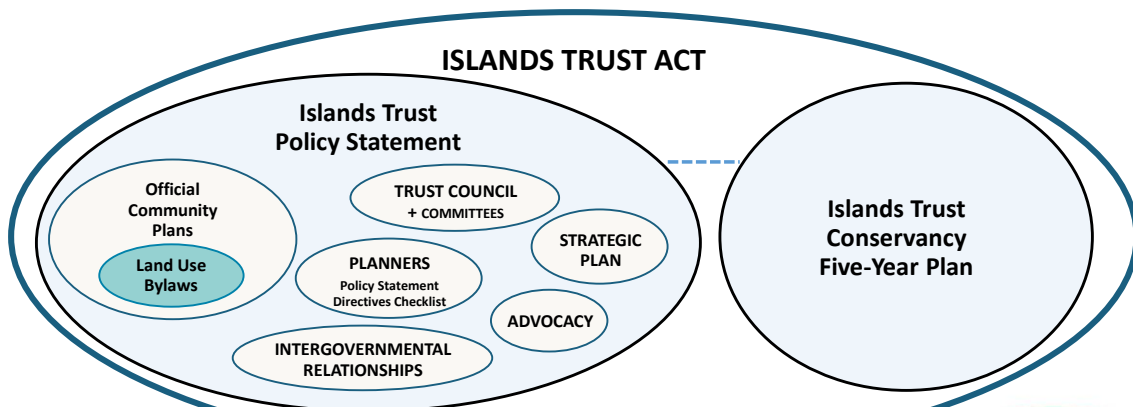 ISLANDS TRUST ACT
Islands Trust
Policy Statement
Official
Community
Plans
Land Use
Bylaws
TRUST COUNCIL
+ COMMITTEES
STRATEGIC
PLAN
PLANNERS
Policy Statement
Directives Checklist
ADVOCACY
INTERGOVERNMENTAL
RELATIONSHIPS
Islands Trust
Conservancy
Five-Year Plan